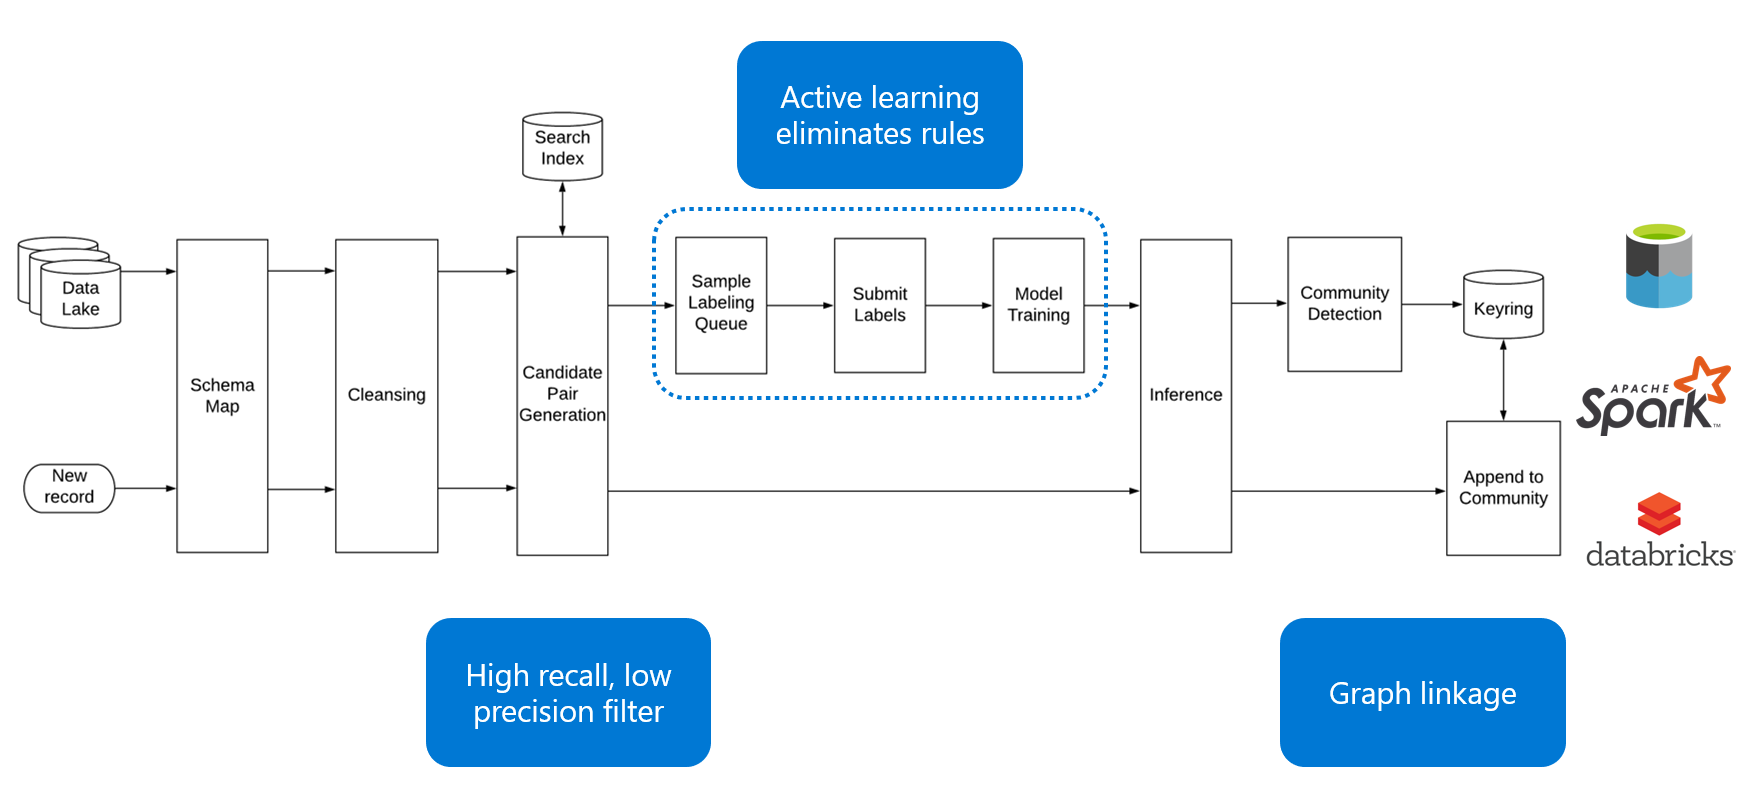 Active learning
eliminates rules
Search
Index
Data
Lake
New
record
Schema
Map
Cleansing
Candidate
Pair
Generation
Sample
Labeling
Queue
Submit
Labels
Model
Training
Inference
Community
Detection
Keyring
Append to
Community
APACHE
Spark™
databricks
High recall, low
precision filter
Graph linkage